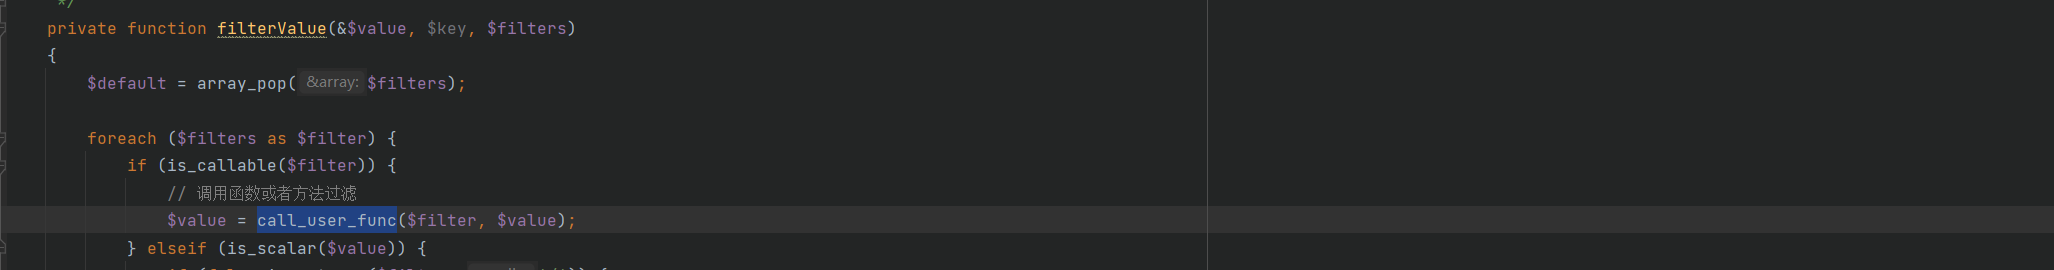 */
private function filterValue(&$value, $key, $filters)
{
$default = array_pop( &array: $filters);
foreach ($filters as $filter) {
if (is_callable($filter)) {
// 调用函数或者方法过滤
$value = call_user_func($filter, $value);
} elseif (is_scalar($value)) {